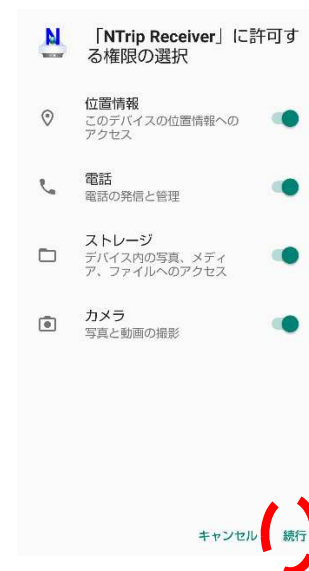 「NTrip Receiver」に許可す
る権限の選択
位置情報
このデバイスの位置情報への
アクセス
電話
電話の発信と管理
ストレージ
デバイス内の写真、メディ
ア、ファイルへのアクセス
カメラ
写真と動画の撮影
キャンセル 続行